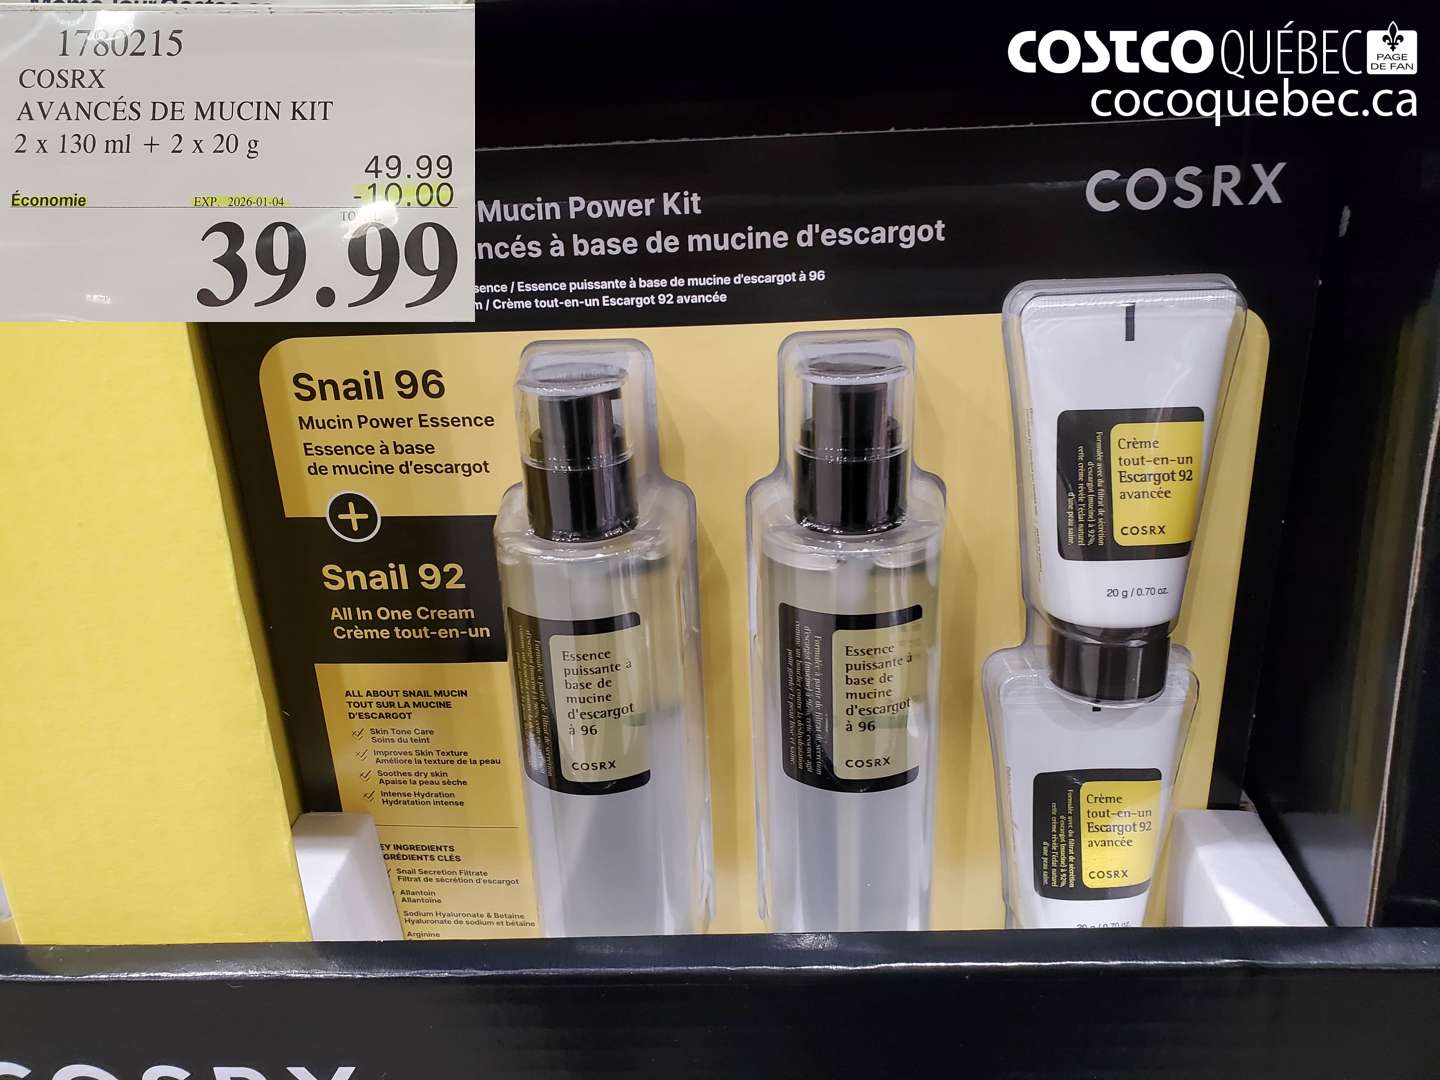 1780215
COSRX
AVANCÉS DE MUCIN KIT
2 x 130 ml + 2 x 20 g
49.99
Économie
EXP. 2026-01-04
-10.00
39.99
COSTCO QUÉBEC
PAGE
DE FAN
cocoquebec.ca
COSRX
Mucin Power Kit
à base de mucine d'escargot
/ Essence puissante à base de mucine d'escargot à 96
/ Crème tout-en-un Escargot 92 avancée
Snail 96
Mucin Power Essence
Essence à base
de mucine d'escargot
+
Snail 92
All In One Cream
Crème tout-en-un
ALL ABOUT SNAIL MUCIN
TOUT SUR LA MUCINE
D'ESCARGOT
Skin Tone Care
Soins du teint
Improves Skin Texture
Améliore la texture de la peau
Soothes dry skin
Apaise la peau sèche
Intense Hydration
Hydratation intense
INGREDIENTS
CLÉS
Snail Secretion Filtrate
Filtrat de sécrétion d'escargot
Allantoin
Allantoïne
Sodium Hyaluronate & Betaine
Hyaluronate de sodium et bétaïne
Arginine
Essence
puissante à
base de
mucine
d'escargot
à 96
COSRX
Essence
puissante à
base de
mucine
d'escargot
à 96
COSRX
Crème
tout-en-un
Escargot 92
avancée
COSRX
20 g / 0.70 oz.
Crème
tout-en-un
Escargot 92
avancée
COSRX
20 g / 0.70 oz.
COSRX